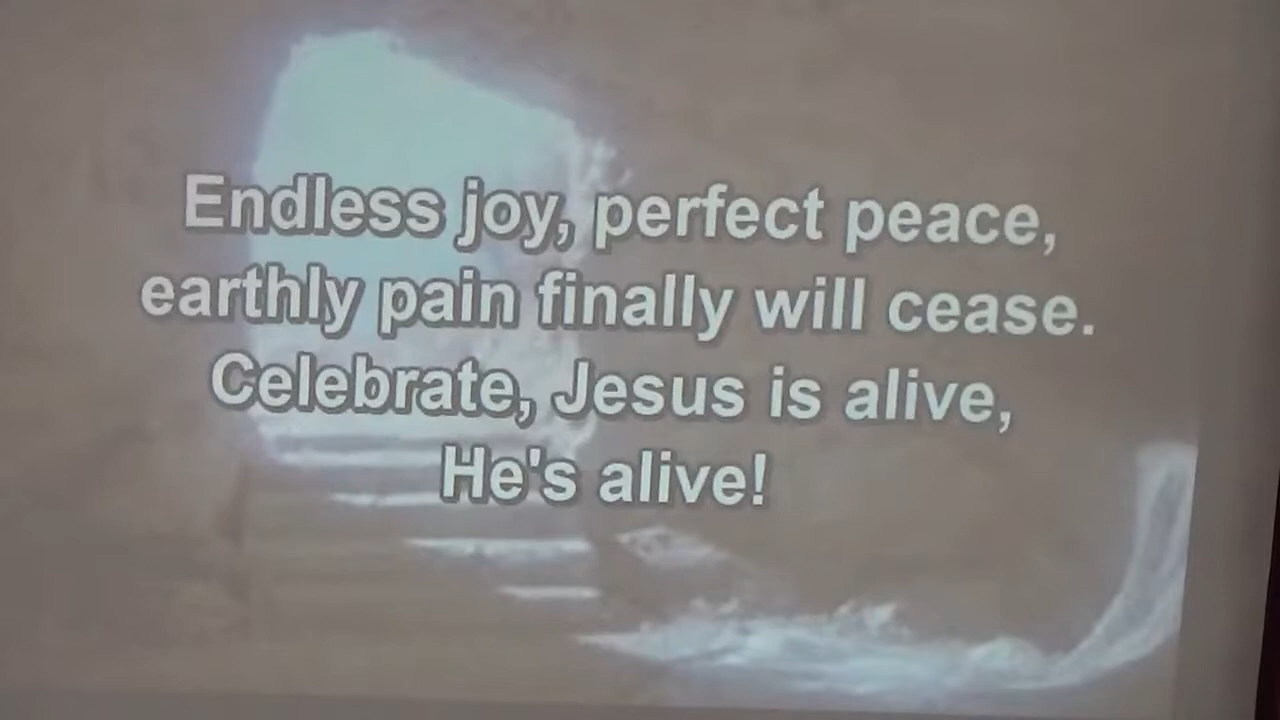 Endless joy, perfect peace,
earthly pain finally will cease.
Celebrate, Jesus is alive,
He's alive!